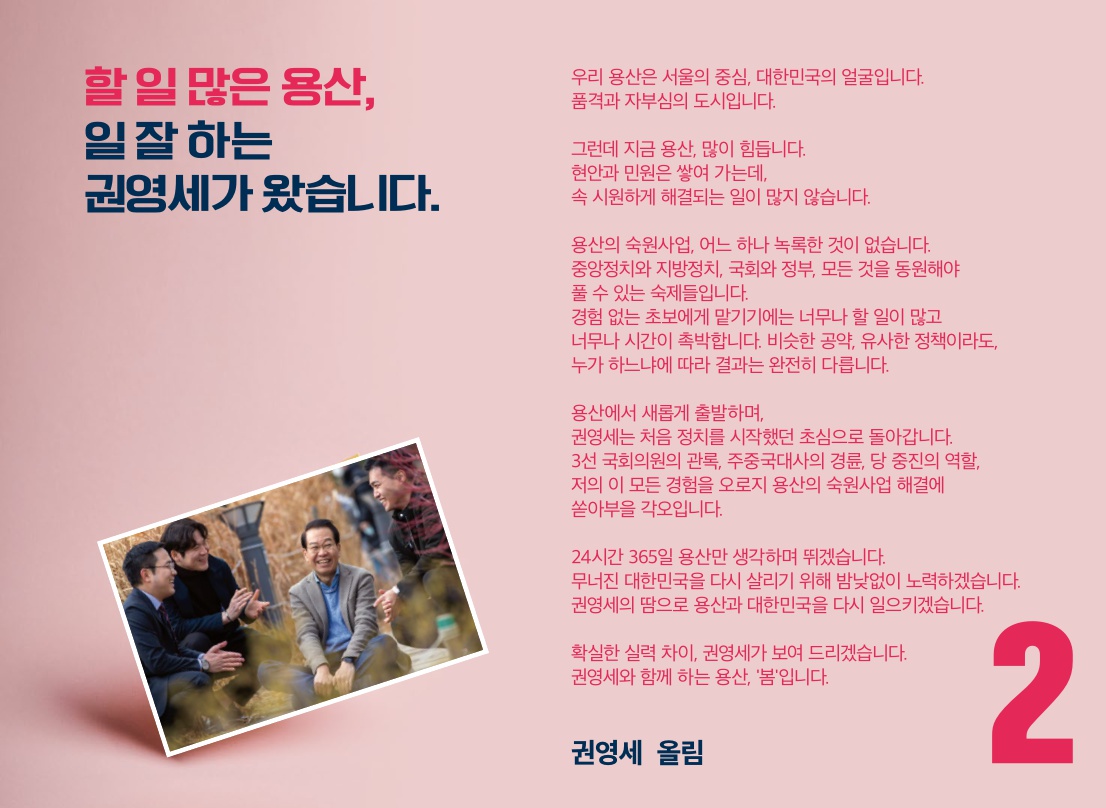 할 일 많은 용산,
일 잘 하는
권영세가 왔습니다.
우리 용산은 서울의 중심, 대한민국의 얼굴입니다.
품격과 자부심의 도시입니다.
그런데 지금 용산, 많이 힘듭니다.
현안과 민원은 쌓여 가는데,
속 시원하게 해결되는 일이 많지 않습니다.
용산의 숙원사업, 어느 하나 녹록한 것이 없습니다.
중앙정치와 지방정치, 국회와 정부, 모든 것을 동원해야
풀 수 있는 숙제들입니다.
경험 없는 초보에게 맡기기에는 너무나 할 일이 많고
너무나 시간이 촉박합니다. 비슷한 공약, 유사한 정책이라도,
누가 하느냐에 따라 결과는 완전히 다릅니다.
용산에서 새롭게 출발하며,
권영세는 처음 정치를 시작했던 초심으로 돌아갑니다.
3선 국회의원의 관록, 주중국대사의 경륜, 당 중진의 역할,
저의 이 모든 경험을 오로지 용산의 숙원사업 해결에
쏟아부을 각오입니다.
24시간 365일 용산만 생각하며 뛰겠습니다.
무너진 대한민국을 다시 살리기 위해 밤낮없이 노력하겠습니다.
권영세의 땀으로 용산과 대한민국을 다시 일으키겠습니다.
확실한 실력 차이, 권영세가 보여 드리겠습니다.
권영세와 함께 하는 용산, '봄'입니다.
권영세 올림
2